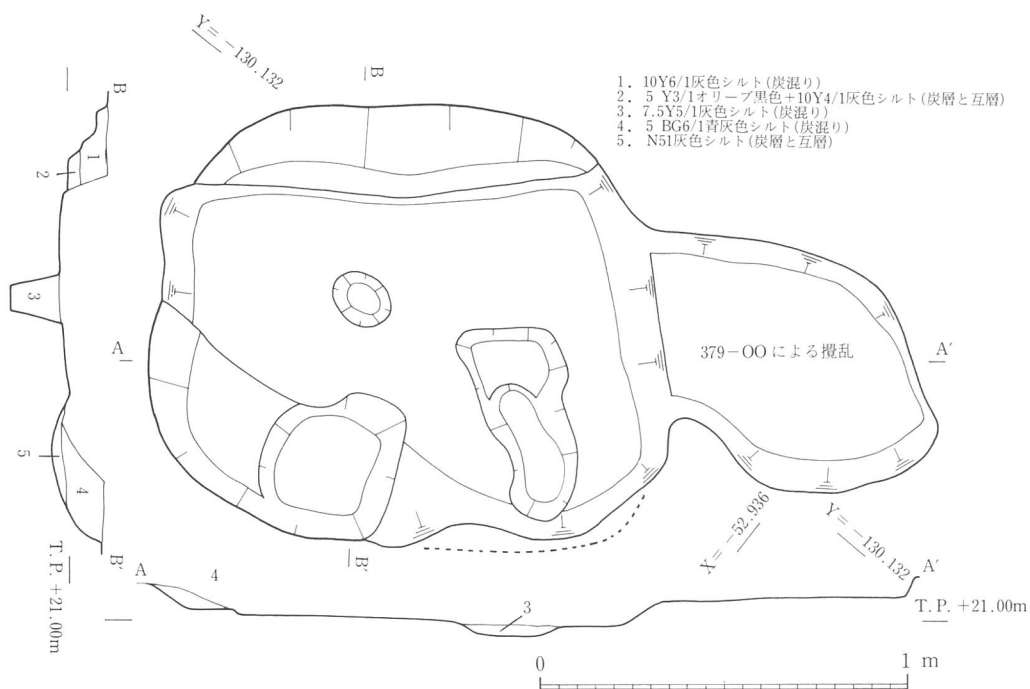 Y= -130.132
B
B
1. 10Y6/1灰色シルト(炭混り)
2. 5 Y3/1オリーブ黒色+10Y4/1灰色シルト(炭層と互層)
3. 7.5Y5/1灰色シルト(炭混り)
4. 5 BG6/1青灰色シルト(炭混り)
5. N51灰色シルト(炭層と互層)
1
2
3
A
379-OOによる攪乱
A′
5
4
X= -52.936
Y= -130.132
B′
B′
T.P. +21.00m
A
4
3
A′
T.P. +21.00m
0
1 m